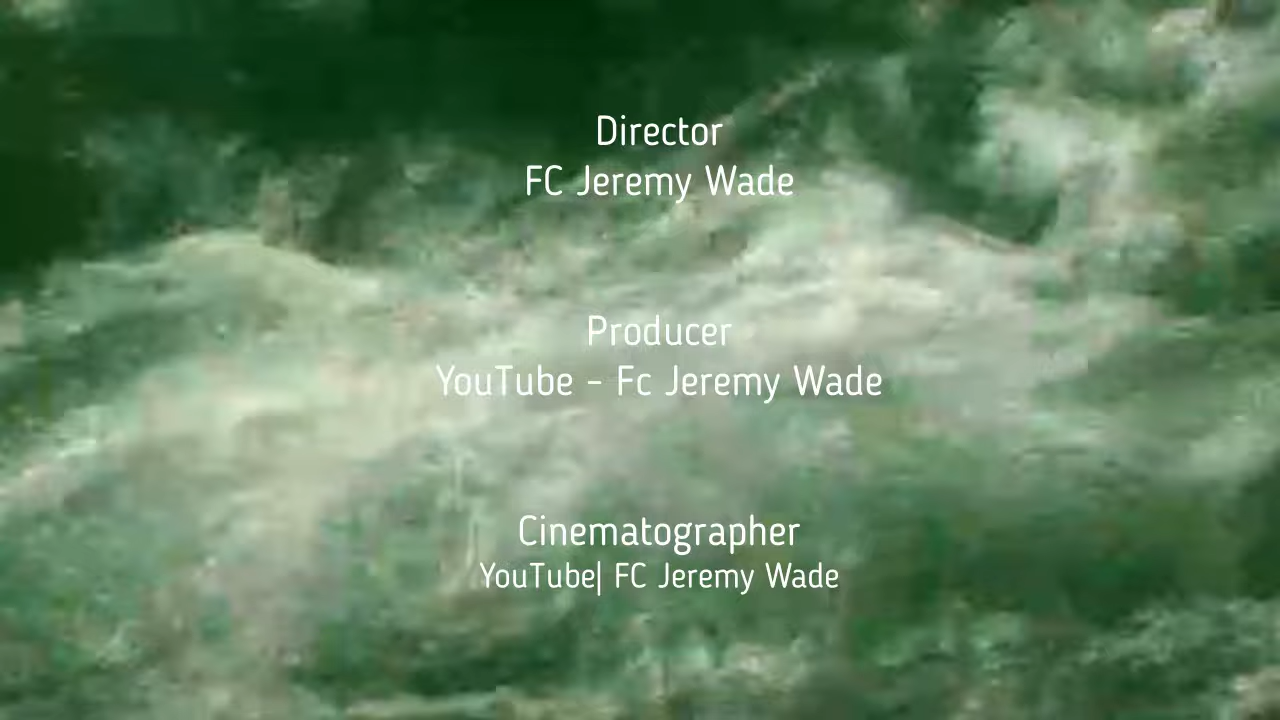 Director
FC Jeremy Wade
Producer
YouTube - Fc Jeremy Wade
Cinematographer
YouTube| FC Jeremy Wade